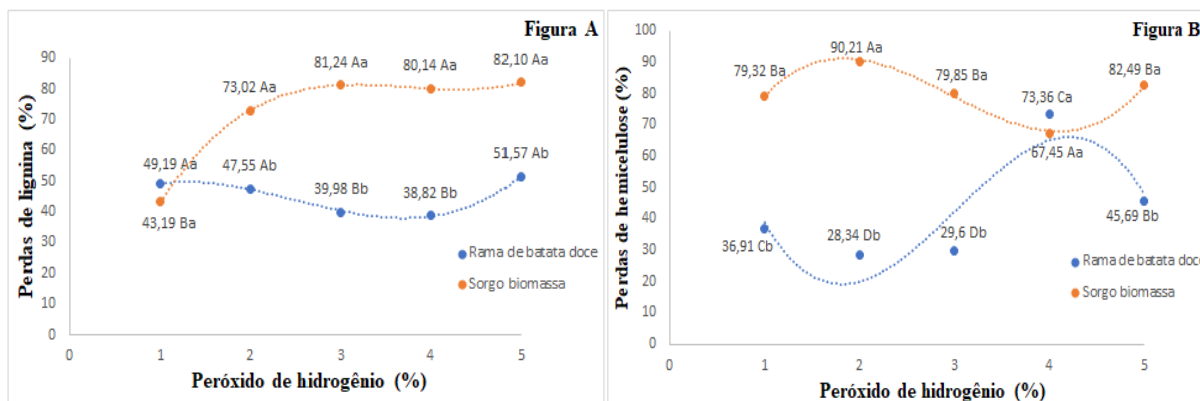 Figura A
Perdas de lignina (%)
90
80
70
60
50
40
30
20
10
0
49,19 Aa
43,19 Ba
73,02 Aa
47,55 Ab
81,24 Aa
39,98 Bb
80,14 Aa
38,82 Bb
82,10 Aa
51,57 Ab
Rama de batata doce
Sorgo biomassa
0 1 2 3 4 5
Peróxido de hidrogênio (%)
Figura B
Perdas de hemicelulose (%)
100
90
80
70
60
50
40
30
20
10
0
79,32 Ba
36,91 Cb
90,21 Aa
28,34 Db
79,85 Ba
29,6 Db
73,36 Ca
67,45 Aa
82,49 Ba
45,69 Bb
Rama de batata doce
Sorgo biomassa
0 1 2 3 4 5
Peróxido de hidrogênio (%)